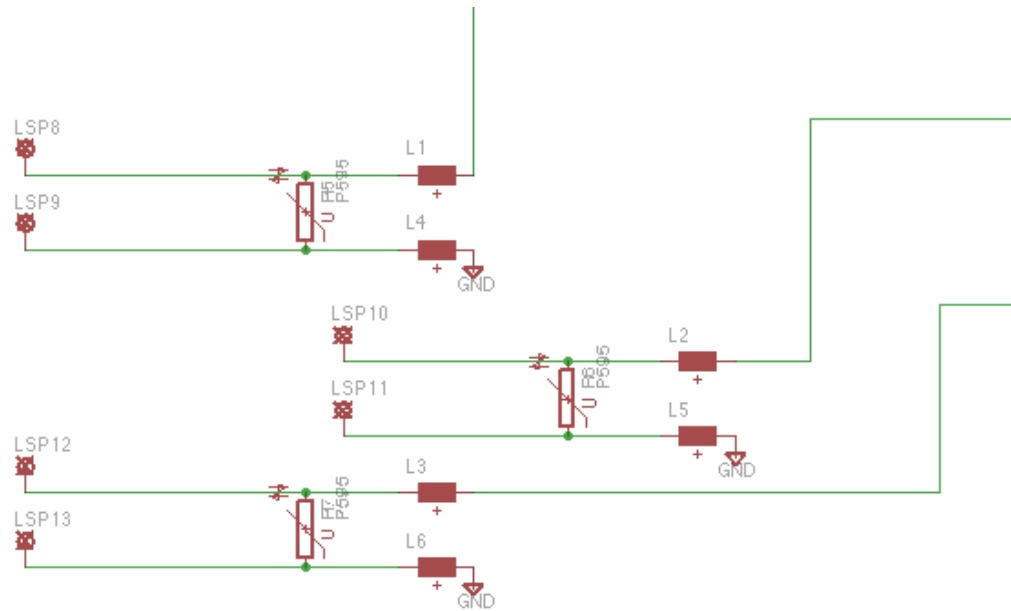 LSP8
L1
+
R5
P595
U
LSP9
L4
+
GND
LSP10
L2
+
R6
P595
U
LSP11
L5
+
GND
LSP12
L3
+
R7
P595
U
LSP13
L6
+
GND